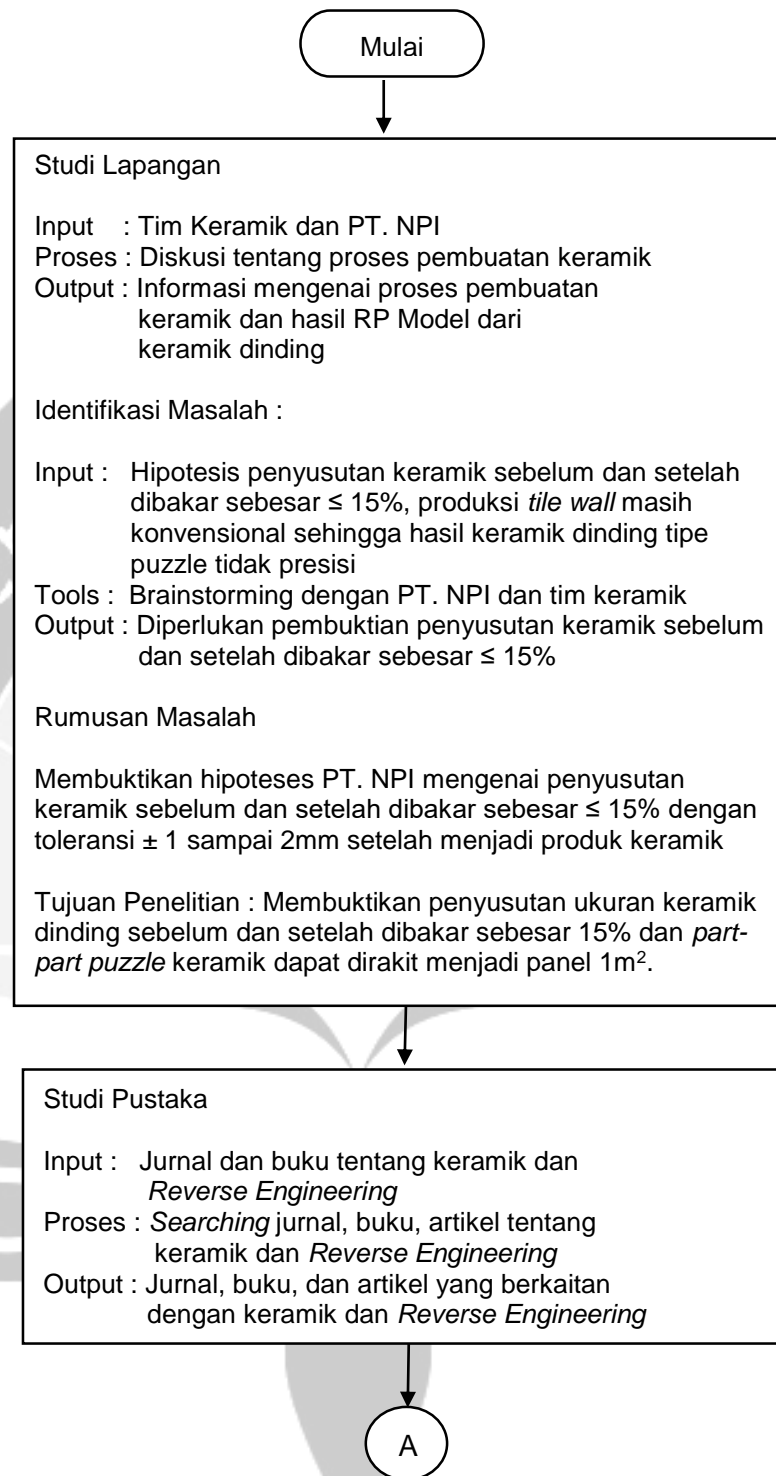 Mulai
Studi Lapangan
Input : Tim Keramik dan PT. NPI
Proses : Diskusi tentang proses pembuatan keramik
Output : Informasi mengenai proses pembuatan
keramik dan hasil RP Model dari
keramik dinding
Identifikasi Masalah :
Input : Hipotesis penyusutan keramik sebelum dan setelah
dibakar sebesar ≤ 15%, produksi tile wall masih
konvensional sehingga hasil keramik dinding tipe
puzzle tidak presisi
Tools : Brainstorming dengan PT. NPI dan tim keramik
Output : Diperlukan pembuktian penyusutan keramik sebelum
dan setelah dibakar sebesar ≤ 15%
Rumusan Masalah
Membuktikan hipoteses PT. NPI mengenai penyusutan
keramik sebelum dan setelah dibakar sebesar ≤ 15% dengan
toleransi ± 1 sampai 2mm setelah menjadi produk keramik
Tujuan Penelitian : Membuktikan penyusutan ukuran keramik
dinding sebelum dan setelah dibakar sebesar 15% dan part-
part puzzle keramik dapat dirakit menjadi panel 1m².
Studi Pustaka
Input : Jurnal dan buku tentang keramik dan
Reverse Engineering
Proses : Searching jurnal, buku, artikel tentang
keramik dan Reverse Engineering
Output : Jurnal, buku, dan artikel yang berkaitan
dengan keramik dan Reverse Engineering
A